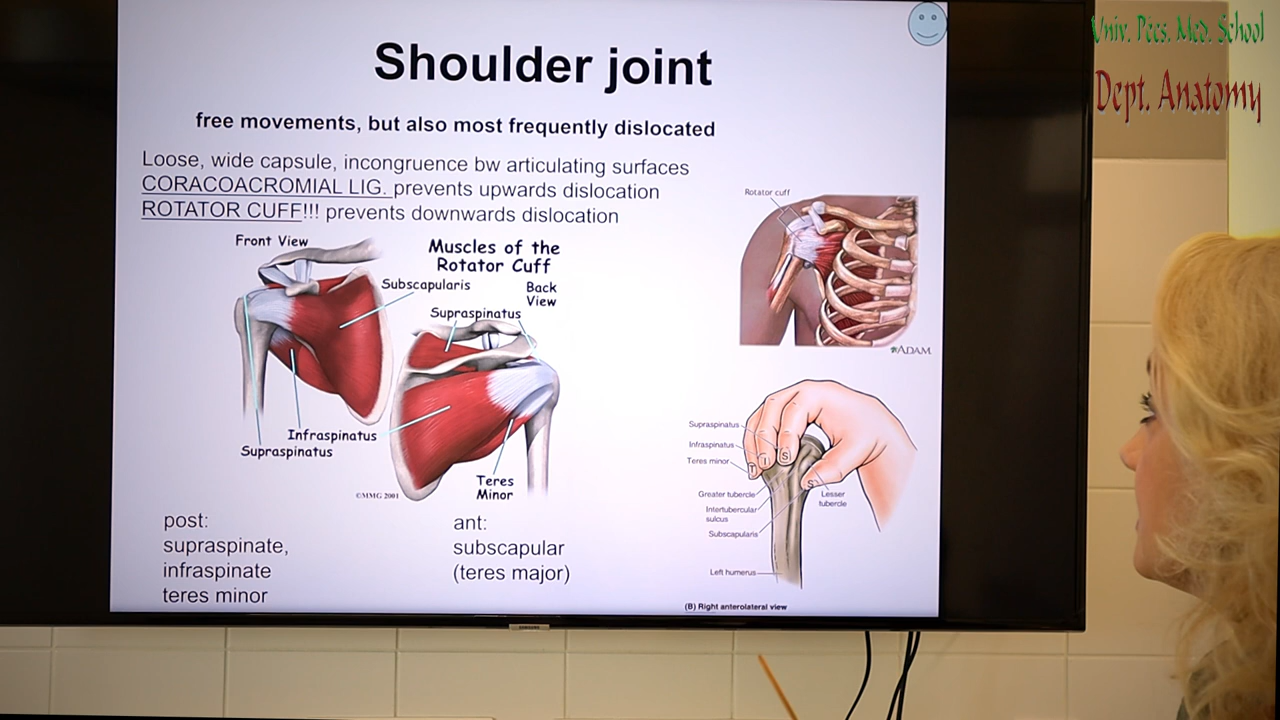 Univ. Pécs. Med. School
Dept. Anatomy
Shoulder joint
free movements, but also most frequently dislocated
Loose, wide capsule, incongruence bw articulating surfaces
CORACOACROMIAL LIG. prevents upwards dislocation
ROTATOR CUFF!!! prevents downwards dislocation
Front View
Muscles of the
Rotator Cuff
Subscapularis
Back
View
Supraspinatus
Infraspinatus
Supraspinatus
Teres
Minor
©MMG 2001
post:
supraspinate,
infraspinate
teres minor
ant:
subscapular
(teres major)
Rotator cuff
ADAM
Supraspinatus
Infraspinatus
Teres minor
T I S
S
Greater tubercle
Lesser
tubercle
Intertubercular
sulcus
Subscapularis
Left humerus
(B) Right anterolateral view
SAMSUNG